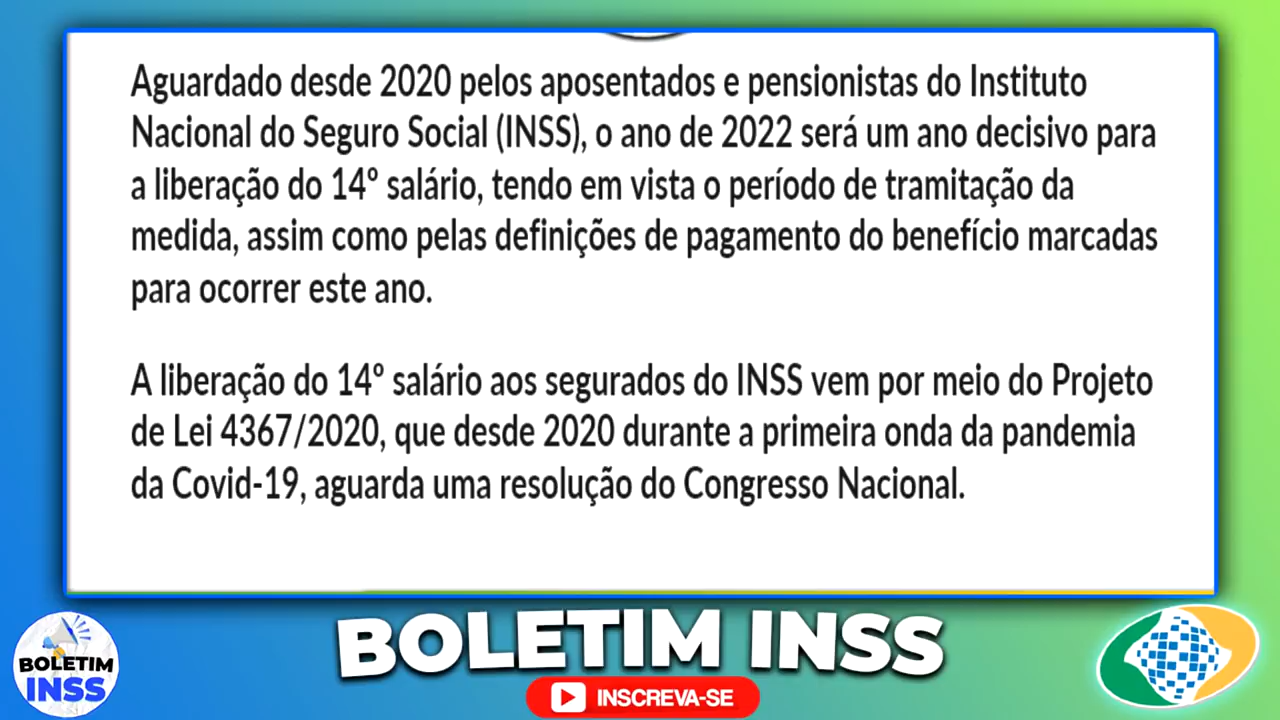 Aguardado desde 2020 pelos aposentados e pensionistas do Instituto
Nacional do Seguro Social (INSS), o ano de 2022 será um ano decisivo para
a liberação do 14º salário, tendo em vista o período de tramitação da
medida, assim como pelas definições de pagamento do benefício marcadas
para ocorrer este ano.
A liberação do 14º salário aos segurados do INSS vem por meio do Projeto
de Lei 4367/2020, que desde 2020 durante a primeira onda da pandemia
da Covid-19, aguarda uma resolução do Congresso Nacional.
BOLETIM INSS
INSCREVA-SE
BOLETIM
INSS